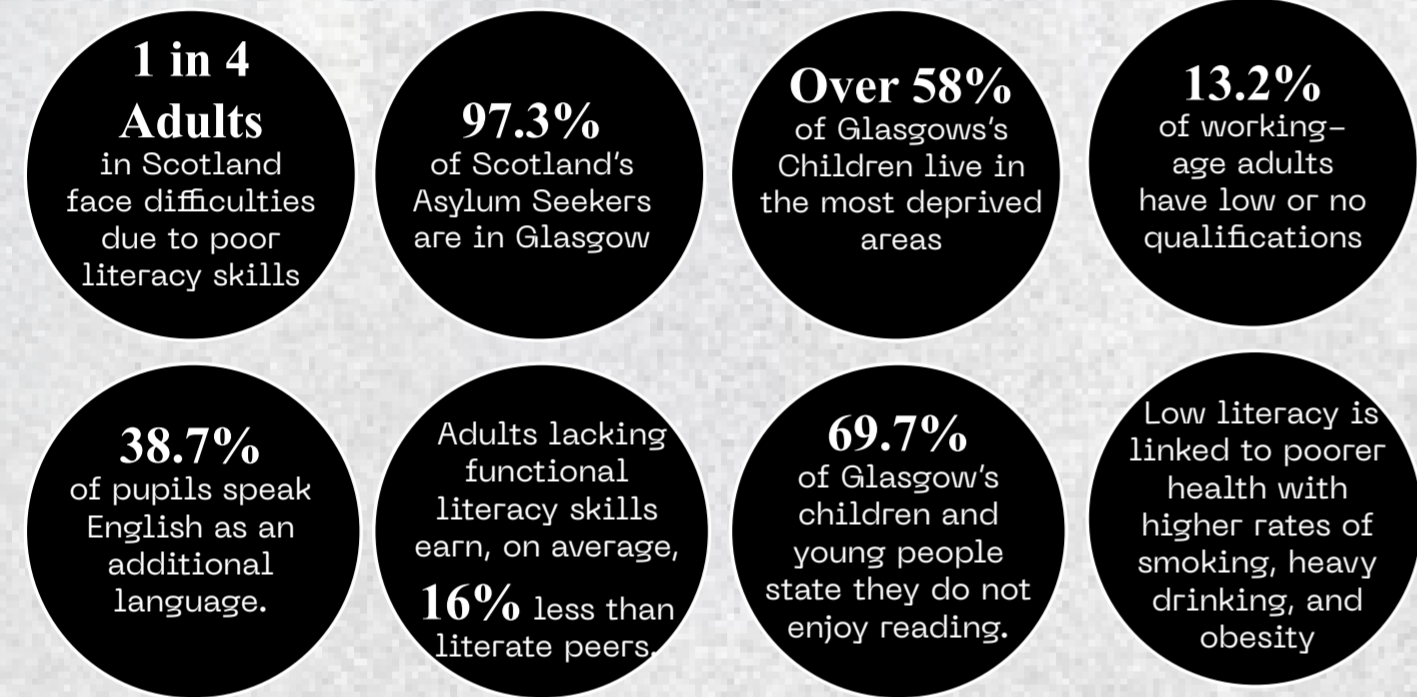 1 in 4
Adults
in Scotland
face difficulties
due to poor
literacy skills
97.3%
of Scotland's
Asylum Seekers
are in Glasgow
Over 58%
of Glasgows's
Children live in
the most deprived
areas
13.2%
of working-
age adults
have low or no
qualifications
38.7%
of pupils speak
English as an
additional
language.
Adults lacking
functional
literacy skills
earn, on average,
16% less than
literate peers.
69.7%
of Glasgow's
children and
young people
state they do not
enjoy reading.
Low literacy is
linked to poorer
health with
higher rates of
smoking, heavy
drinking, and
obesity